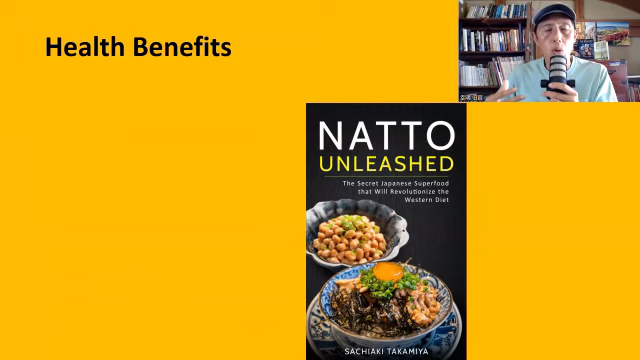 Health Benefits
NATTO
UNLEASHED
The Secret Japanese Superfood
that Will Revolutionize the
Western Diet
SACHIAKI TAKAMIYA